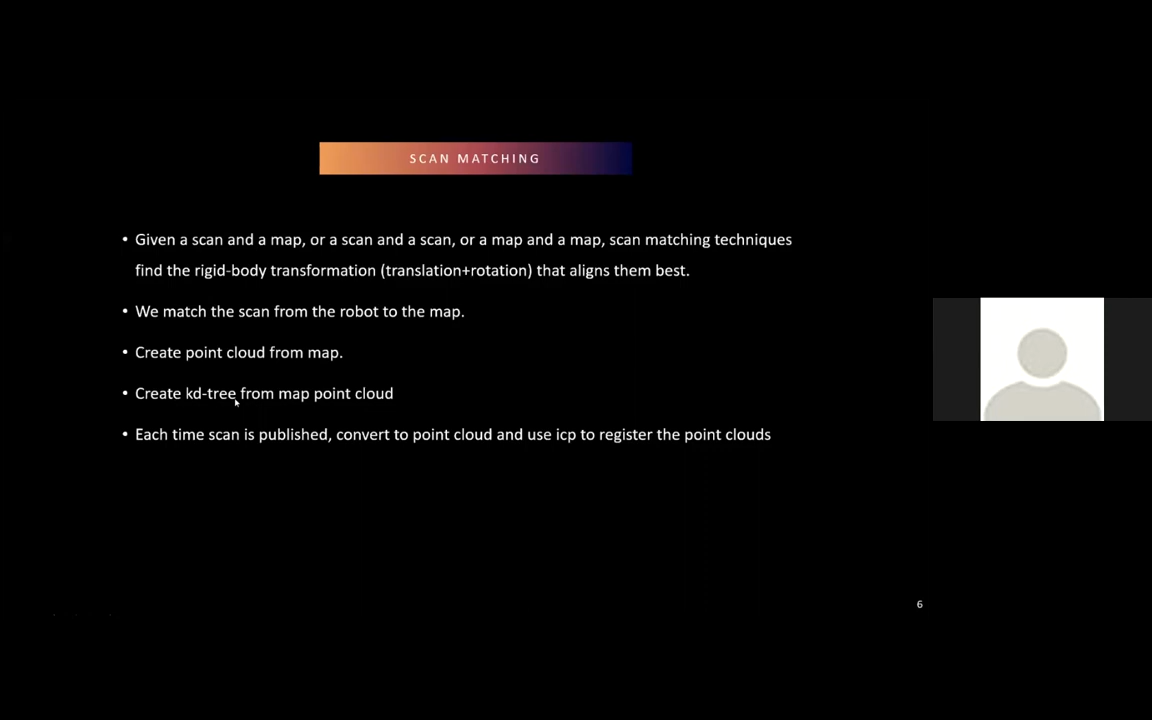 SCAN MATCHING
• Given a scan and a map, or a scan and a scan, or a map and a map, scan matching techniques
find the rigid-body transformation (translation+rotation) that aligns them best.
• We match the scan from the robot to the map.
• Create point cloud from map.
• Create kd-tree from map point cloud
• Each time scan is published, convert to point cloud and use icp to register the point clouds
6